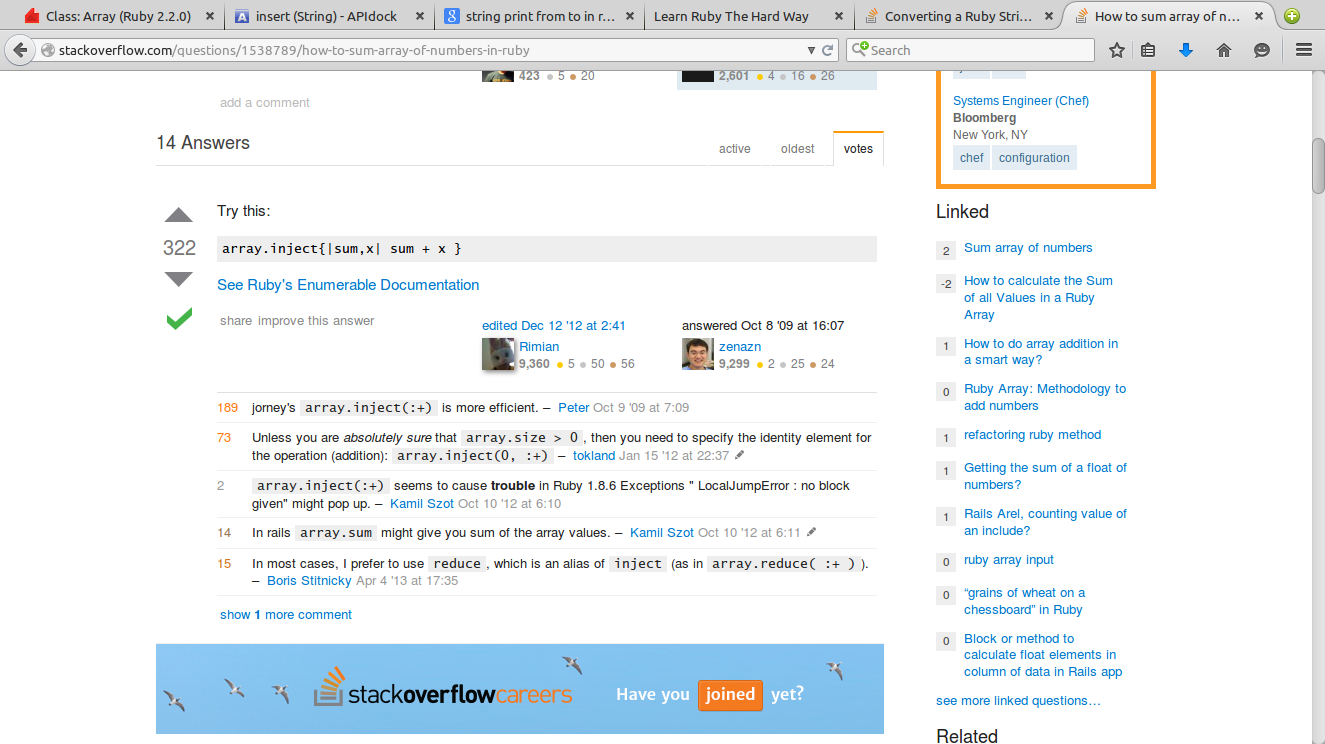 Class: Array (Ruby 2.2.0)
insert (String) - APIdock
string print from to in r...
Learn Ruby The Hard Way
Converting a Ruby Stri...
How to sum array of n...
stackoverflow.com/questions/1538789/how-to-sum-array-of-numbers-in-ruby
Search
423 5 20
2,601 4 16 26
add a comment
14 Answers
active oldest votes
Try this:
322
array.inject{|sum,x| sum + x }
See Ruby's Enumerable Documentation
share improve this answer
edited Dec 12 '12 at 2:41
Rimian
9,360 5 50 56
answered Oct 8 '09 at 16:07
zenazn
9,299 2 25 24
189 jorney's array.inject(:+) is more efficient. – Peter Oct 9 '09 at 7:09
73 Unless you are absolutely sure that array.size > 0 , then you need to specify the identity element for
the operation (addition): array.inject(0, :+) – tokland Jan 15 '12 at 22:37
2 array.inject(:+) seems to cause trouble in Ruby 1.8.6 Exceptions " LocalJumpError : no block
given" might pop up. – Kamil Szot Oct 10 '12 at 6:10
14 In rails array.sum might give you sum of the array values. – Kamil Szot Oct 10 '12 at 6:11
15 In most cases, I prefer to use reduce , which is an alias of inject (as in array.reduce( :+ ) ).
– Boris Stitnicky Apr 4 '13 at 17:35
show 1 more comment
stackoverflowcareers Have you joined yet?
Systems Engineer (Chef)
Bloomberg
New York, NY
chef configuration
Linked
2 Sum array of numbers
-2 How to calculate the Sum
of all Values in a Ruby
Array
1 How to do array addition in
a smart way?
0 Ruby Array: Methodology to
add numbers
1 refactoring ruby method
1 Getting the sum of a float of
numbers?
1 Rails Arel, counting value of
an include?
0 ruby array input
0 “grains of wheat on a
chessboard” in Ruby
0 Block or method to
calculate float elements in
column of data in Rails app
see more linked questions…
Related